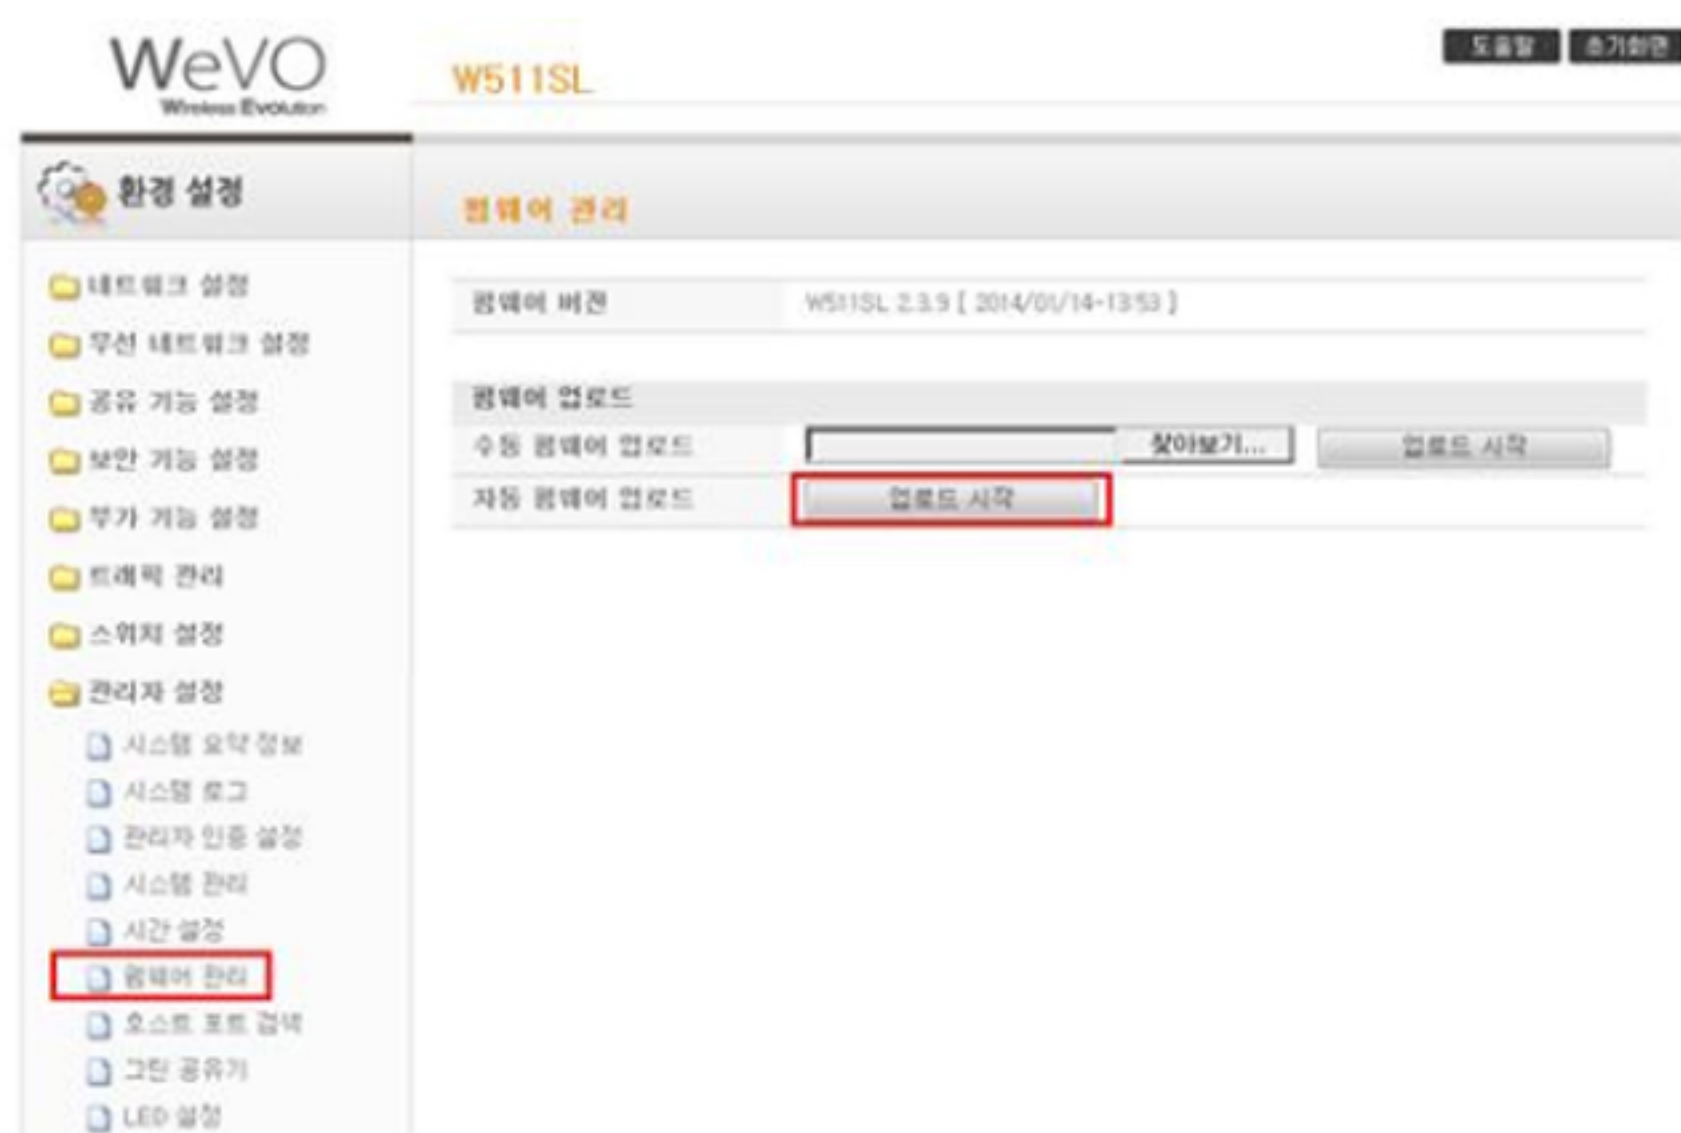 WeVO
Wireless Evolution
W511SL
도움말
초기화면
환경 설정
펌웨어 관리
네트워크 설정
무선 네트워크 설정
공유 기능 설정
보안 기능 설정
부가 기능 설정
트래픽 관리
스위치 설정
관리자 설정
시스템 요약 정보
시스템 로그
관리자 인증 설정
시스템 관리
시간 설정
펌웨어 관리
호스트 포트 검색
그린 공유기
LED 설정
펌웨어 버젼 W511SL 2.3.9 [ 2014/01/14-13:53 ]
펌웨어 업로드
수동 펌웨어 업로드 찾아보기... 업로드 시작
자동 펌웨어 업로드 업로드 시작